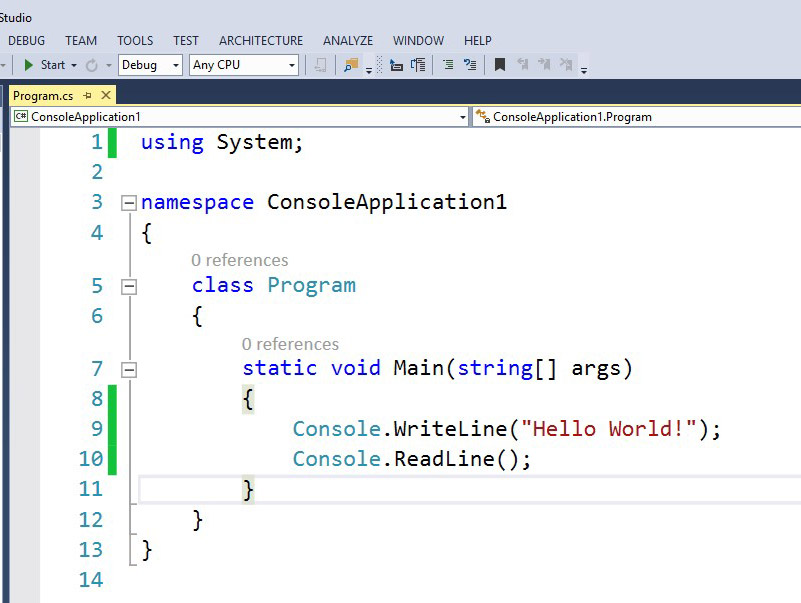 Studio
DEBUG TEAM TOOLS TEST ARCHITECTURE ANALYZE WINDOW HELP
Start Debug Any CPU
Program.cs
C# ConsoleApplication1 ConsoleApplication1.Program
1 using System;
2
3 namespace ConsoleApplication1
4 {
0 references
5 class Program
6 {
0 references
7 static void Main(string[] args)
8 {
9 Console.WriteLine("Hello World!");
10 Console.ReadLine();
11 }
12 }
13 }
14